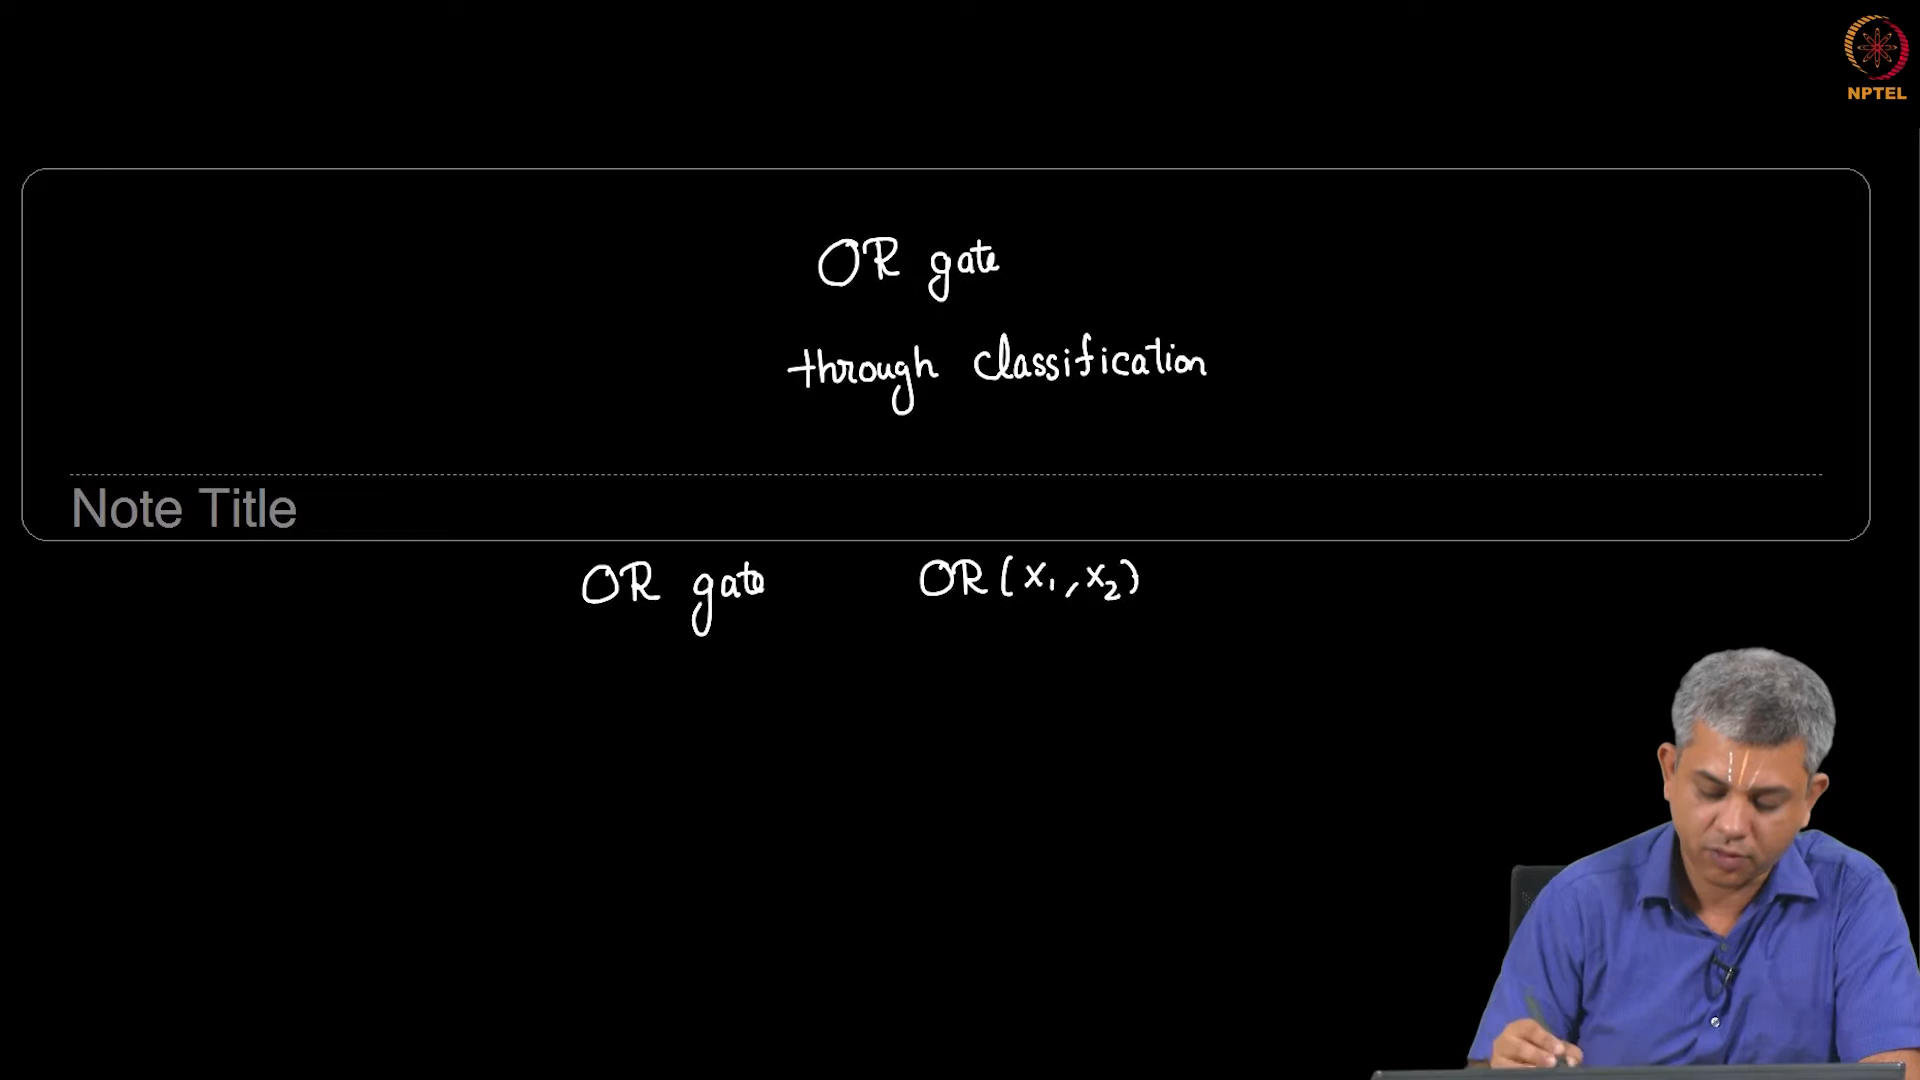 NPTEL
OR gate
through classification
Note Title
OR gate OR(x₁, x₂)